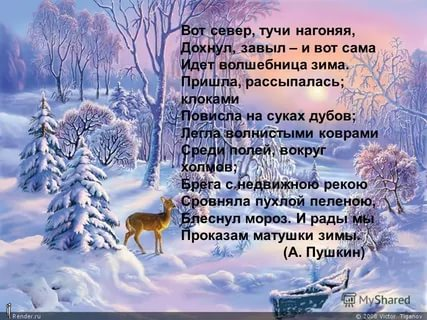 Вот север, тучи нагоняя,
Дохнул, завыл – и вот сама
Идет волшебница зима.
Пришла, рассыпалась;
клоками
Повисла на суках дубов;
Легла волнистыми коврами
Среди полей, вокруг
холмов;
Брега с недвижною рекою
Сровняла пухлой пеленою,
Блеснул мороз. И рады мы
Проказам матушки зимы.
(А. Пушкин)
MyShared
Render.ru
© 2006 Victor Tiganov